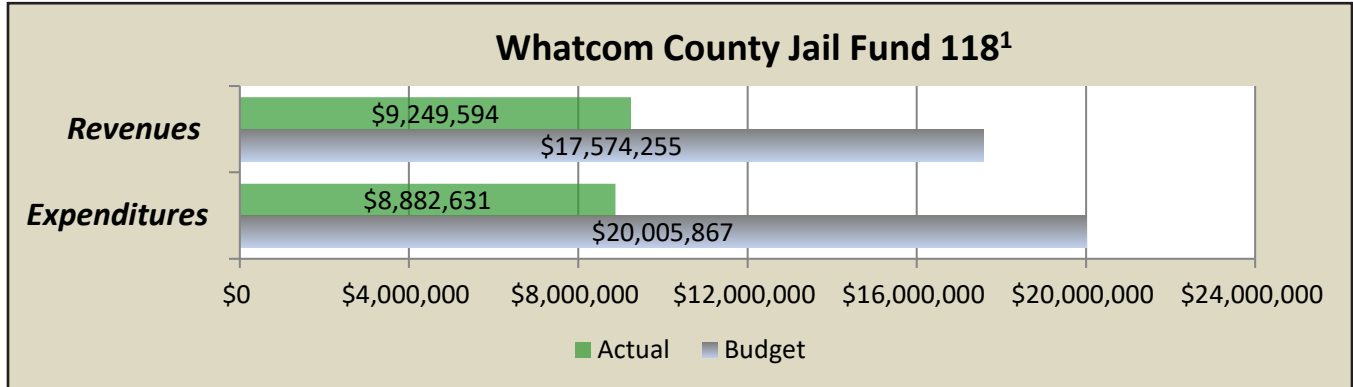 Whatcom County Jail Fund 118¹
Revenues
$9,249,594
$17,574,255
Expenditures
$8,882,631
$20,005,867
$0 $4,000,000 $8,000,000 $12,000,000 $16,000,000 $20,000,000 $24,000,000
Actual Budget